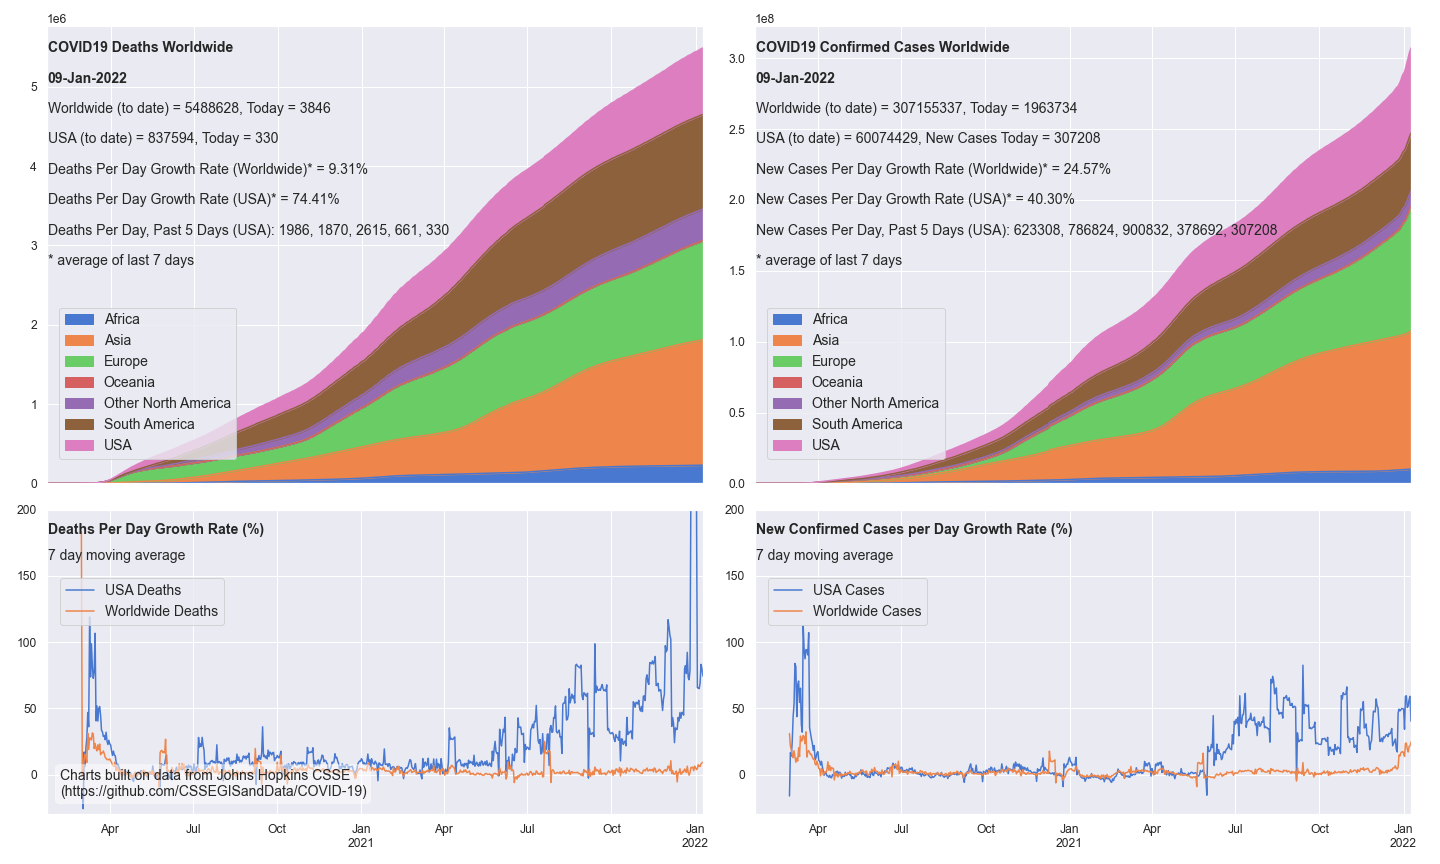 1e6
COVID19 Deaths Worldwide
09-Jan-2022
Worldwide (to date) = 5488628, Today = 3846
USA (to date) = 837594, Today = 330
Deaths Per Day Growth Rate (Worldwide)* = 9.31%
Deaths Per Day Growth Rate (USA)* = 74.41%
Deaths Per Day, Past 5 Days (USA): 1986, 1870, 2615, 661, 330
* average of last 7 days
5
4
3
2
1
0
Africa
Asia
Europe
Oceania
Other North America
South America
USA
1e8
COVID19 Confirmed Cases Worldwide
09-Jan-2022
Worldwide (to date) = 307155337, Today = 1963734
USA (to date) = 60074429, New Cases Today = 307208
New Cases Per Day Growth Rate (Worldwide)* = 24.57%
New Cases Per Day Growth Rate (USA)* = 40.30%
New Cases Per Day, Past 5 Days (USA): 623308, 786824, 900832, 378692, 307208
* average of last 7 days
3.0
2.5
2.0
1.5
1.0
0.5
0.0
Africa
Asia
Europe
Oceania
Other North America
South America
USA
Deaths Per Day Growth Rate (%)
7 day moving average
USA Deaths
Worldwide Deaths
200
150
100
50
0
Charts built on data from Johns Hopkins CSSE
(https://github.com/CSSEGISandData/COVID-19)
Apr Jul Oct Jan Apr Jul Oct Jan
2021 2022
New Confirmed Cases per Day Growth Rate (%)
7 day moving average
USA Cases
Worldwide Cases
200
150
100
50
0
Apr Jul Oct Jan Apr Jul Oct Jan
2021 2022